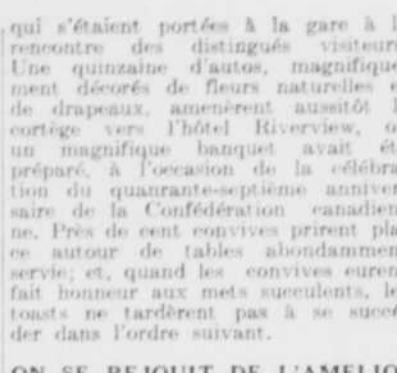 qui s'étaient portées à la gare à l
rencontre des distingués visiteur
Une quinzaine d'autos, magnifique
ment décorés de fleurs naturelles e
de drapeaux, amenèrent aussitôt l
cortège vers l'hôtel Riverview, o
un magnifique banquet avait ét
préparé, à l'occasion de la célébra
tion du quanrante-septième anniver
saire de la Confédération canadien
ne. Près de cent convives prirent pla
ce autour de tables abondammen
servie; et, quand les convives euren
fait honneur aux mets succulents, le
toasts ne tardèrent pas à se succé
der dans l'ordre suivant.
ON SE REJOUIT DE L'AMELIO